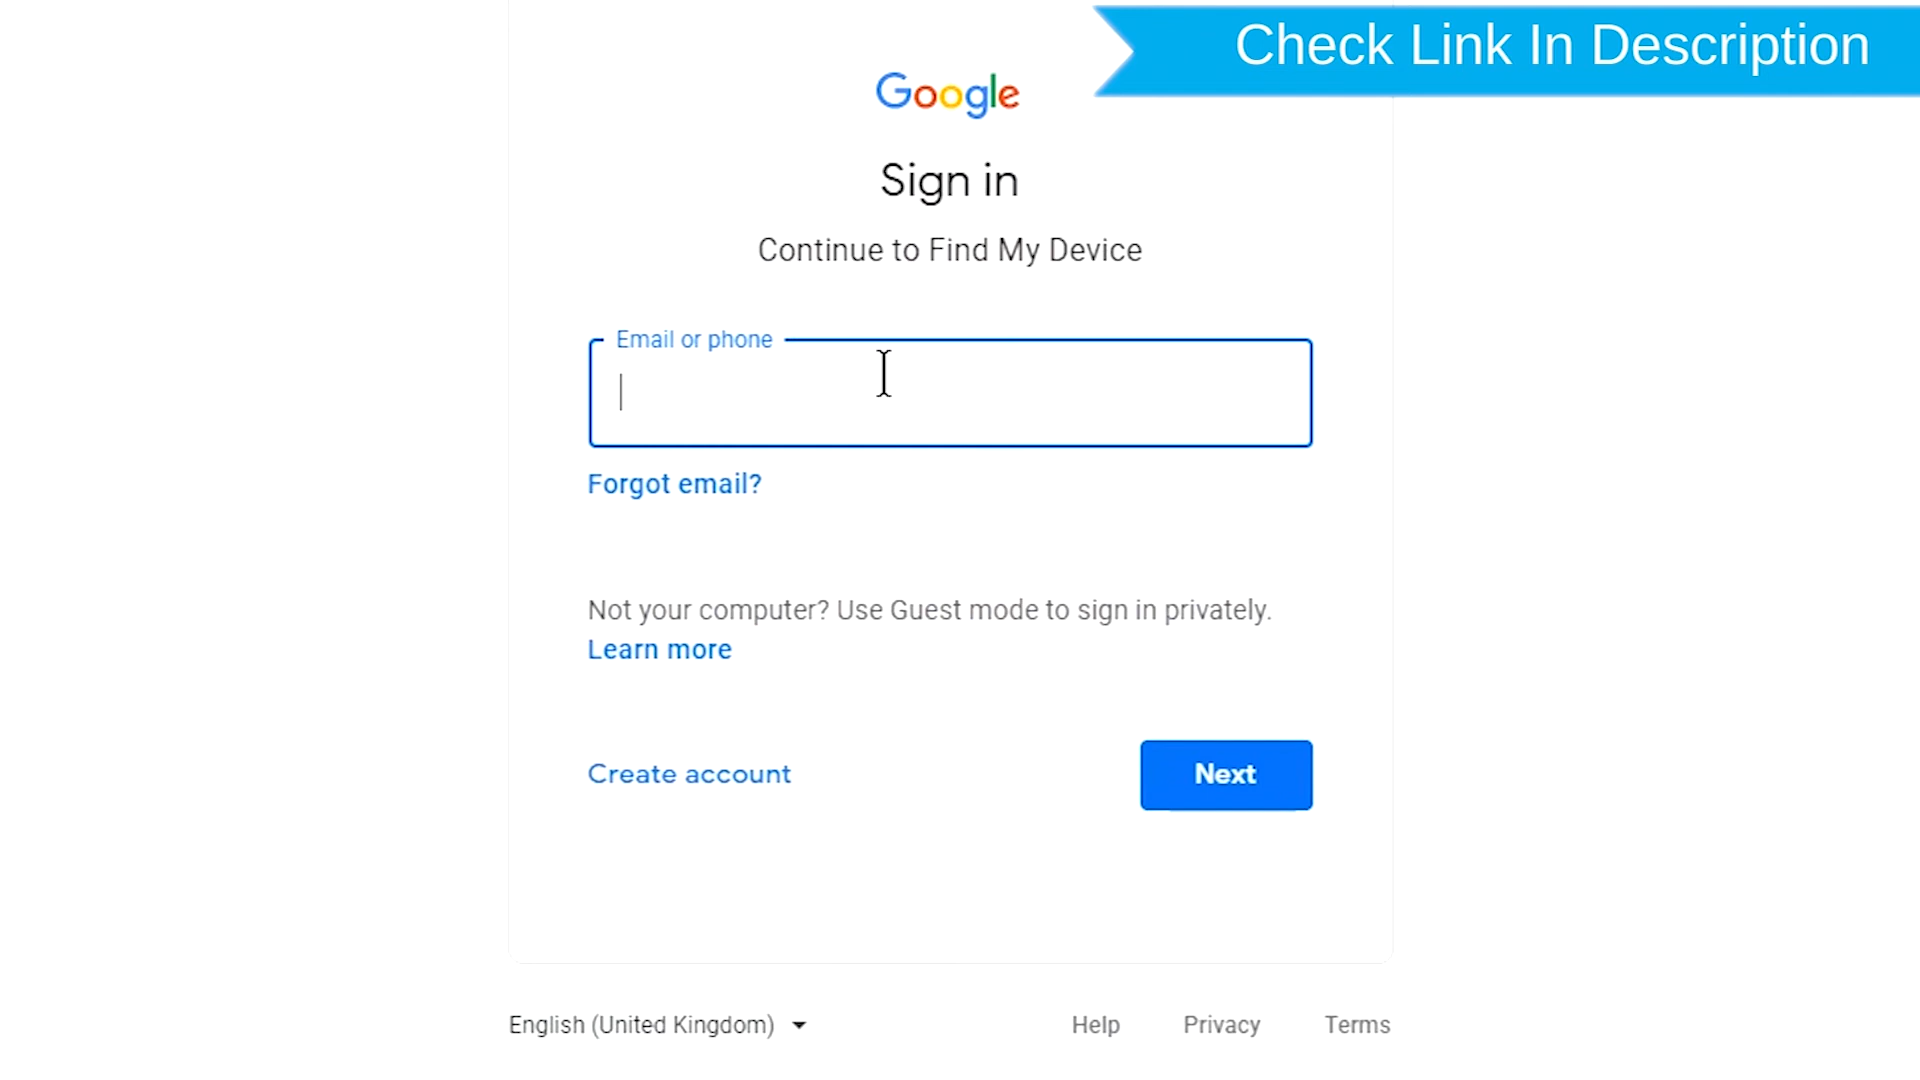 Check Link In Description
Google
Sign in
Continue to Find My Device
Email or phone
Forgot email?
Not your computer? Use Guest mode to sign in privately.
Learn more
Create account
Next
English (United Kingdom)
Help
Privacy
Terms